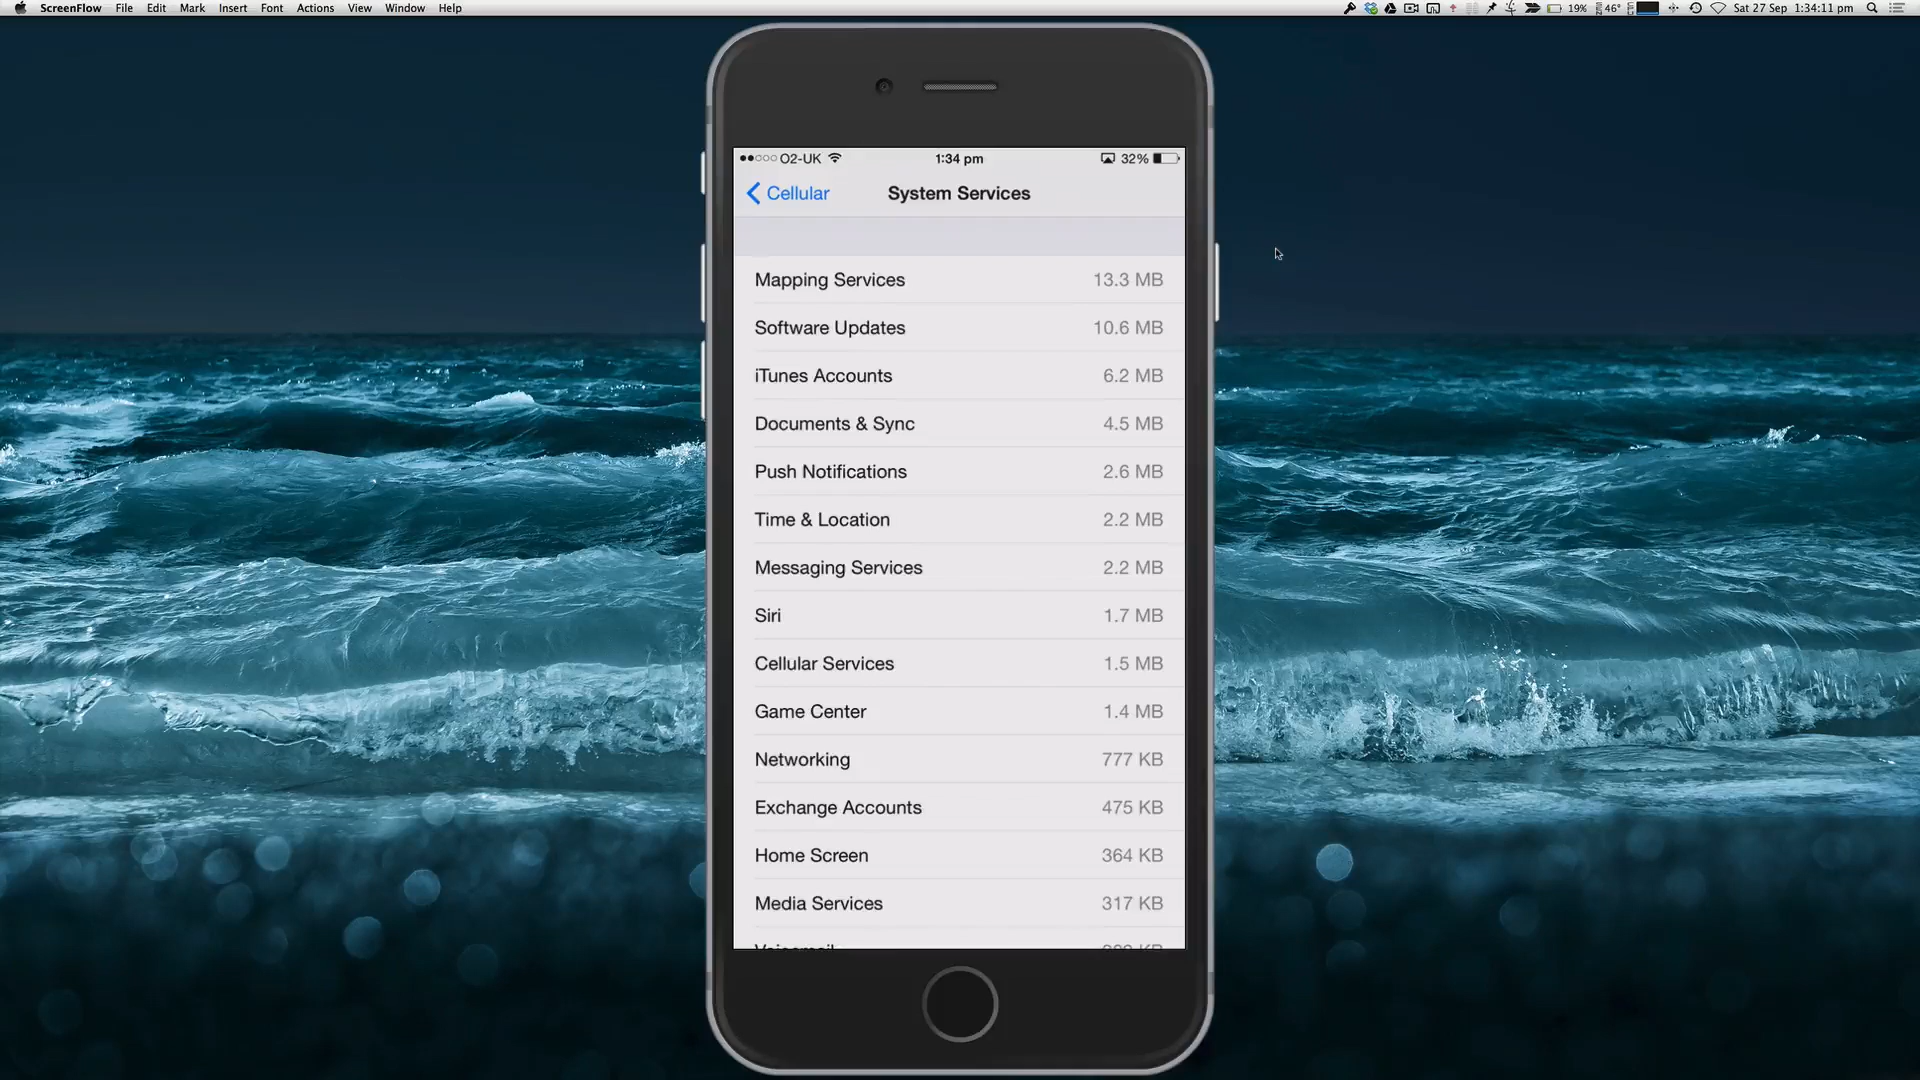 ScreenFlow File Edit Mark Insert Font Actions View Window Help 19% 46° Sat 27 Sep 1:34:11 pm
O2-UK 1:34 pm 32%
Cellular System Services
Mapping Services 13.3 MB
Software Updates 10.6 MB
iTunes Accounts 6.2 MB
Documents & Sync 4.5 MB
Push Notifications 2.6 MB
Time & Location 2.2 MB
Messaging Services 2.2 MB
Siri 1.7 MB
Cellular Services 1.5 MB
Game Center 1.4 MB
Networking 777 KB
Exchange Accounts 475 KB
Home Screen 364 KB
Media Services 317 KB
Voicemail KB